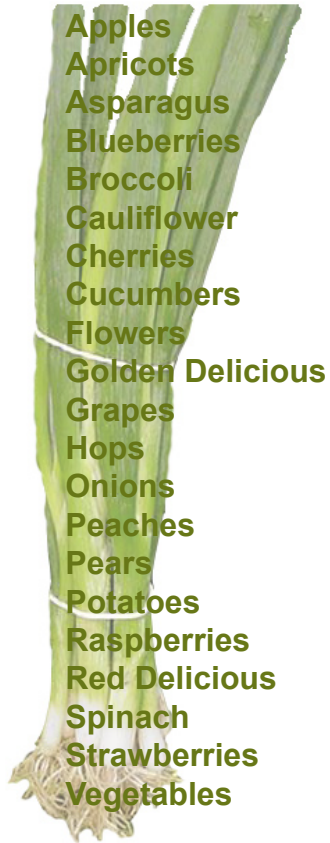 Apples
Apricots
Asparagus
Blueberries
Broccoli
Cauliflower
Cherries
Cucumbers
Flowers
Golden Delicious
Grapes
Hops
Onions
Peaches
Pears
Potatoes
Raspberries
Red Delicious
Spinach
Strawberries
Vegetables